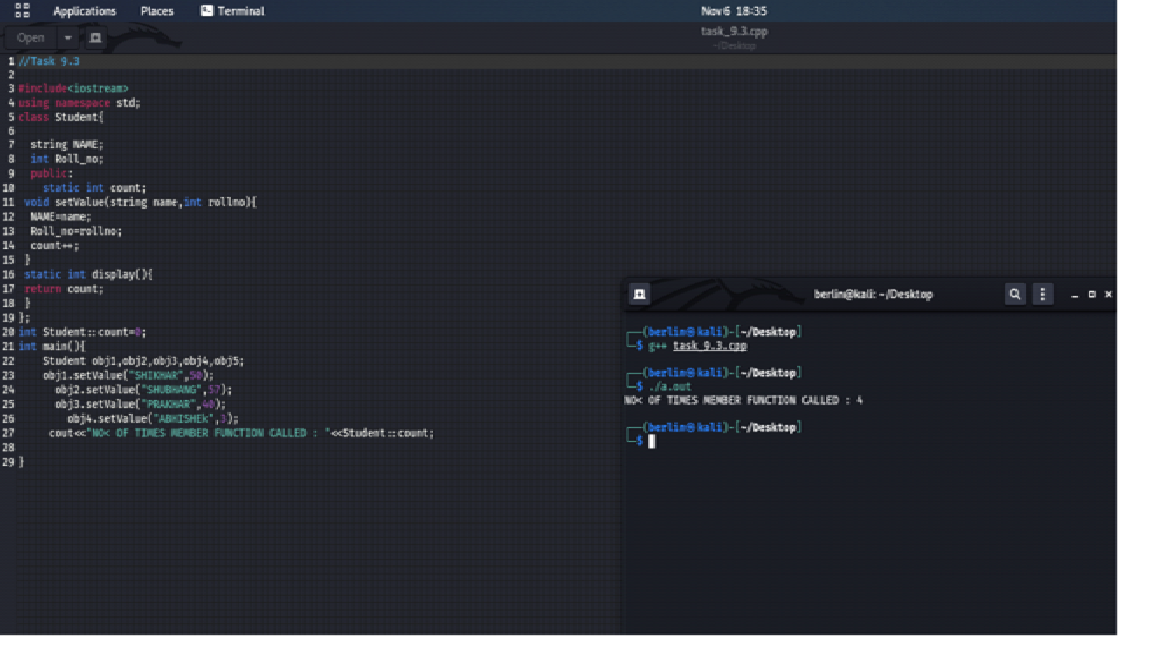 Applications Places Terminal Nov 6 18:35
Open task_9.3.cpp
~/Desktop
1 //Task 9.3
2
3 #include<iostream>
4 using namespace std;
5 class Student{
6
7 string NAME;
8 int Roll_no;
9 public:
10 static int count;
11 void setValue(string name,int rollno){
12 NAME=name;
13 Roll_no=rollno;
14 count++;
15 }
16 static int display(){
17 return count;
18 }
19 };
20 int Student::count=0;
21 int main(){
22 Student obj1,obj2,obj3,obj4,obj5;
23 obj1.setValue("SHIKHAR",50);
24 obj2.setValue("SHUBHANG",57);
25 obj3.setValue("PRAKHAR",40);
26 obj4.setValue("ABHISHEk",3);
27 cout<<"NO< OF TIMES MEMBER FUNCTION CALLED : "<<Student::count;
28
29 }
berlin@kali: ~/Desktop
(berlin㉿kali)-[~/Desktop]
$ g++ task_9.3.cpp
(berlin㉿kali)-[~/Desktop]
$ ./a.out
NO< OF TIMES MEMBER FUNCTION CALLED : 4
(berlin㉿kali)-[~/Desktop]
$